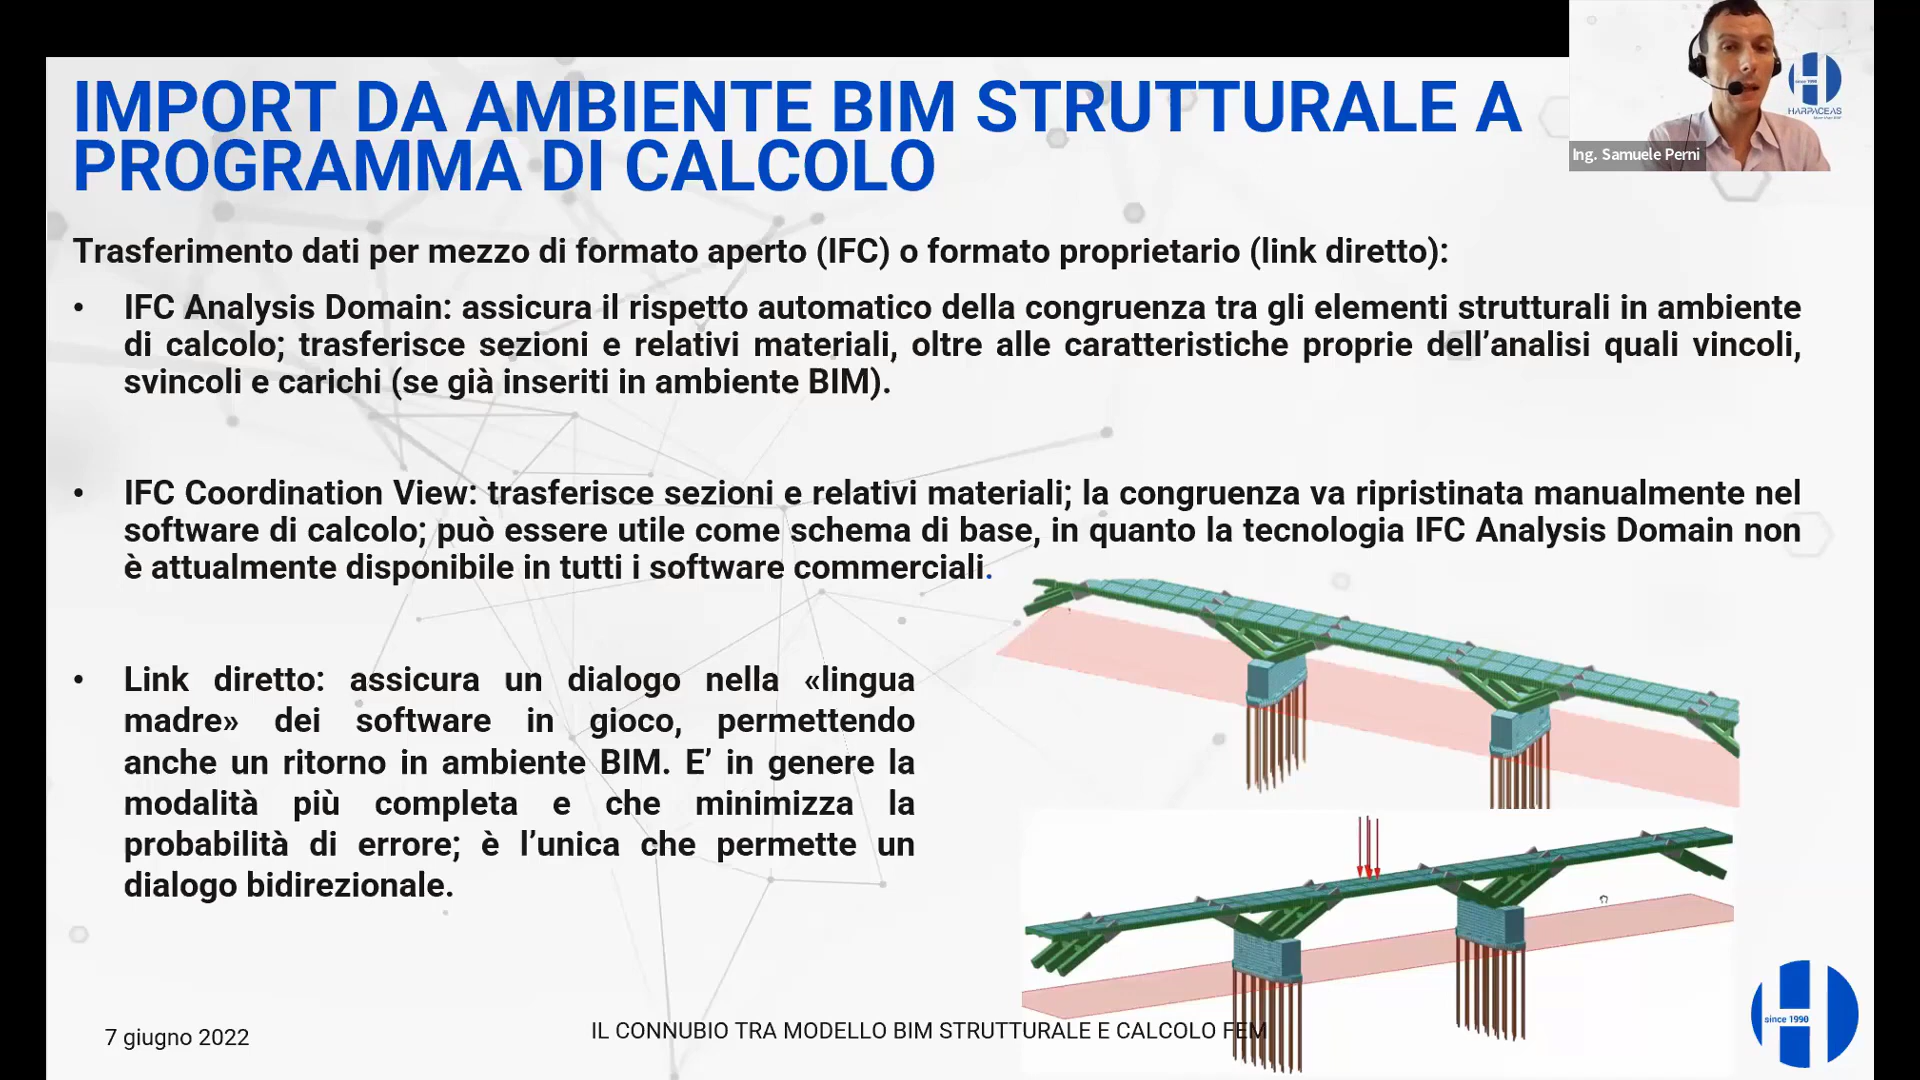 IMPORT DA AMBIENTE BIM STRUTTURALE A
PROGRAMMA DI CALCOLO
HARPACEAS
Ing. Samuele Perni
Trasferimento dati per mezzo di formato aperto (IFC) o formato proprietario (link diretto):
• IFC Analysis Domain: assicura il rispetto automatico della congruenza tra gli elementi strutturali in ambiente
di calcolo; trasferisce sezioni e relativi materiali, oltre alle caratteristiche proprie dell’analisi quali vincoli,
svincoli e carichi (se già inseriti in ambiente BIM).
• IFC Coordination View: trasferisce sezioni e relativi materiali; la congruenza va ripristinata manualmente nel
software di calcolo; può essere utile come schema di base, in quanto la tecnologia IFC Analysis Domain non
è attualmente disponibile in tutti i software commerciali.
• Link diretto: assicura un dialogo nella «lingua
madre» dei software in gioco, permettendo
anche un ritorno in ambiente BIM. E’ in genere la
modalità più completa e che minimizza la
probabilità di errore; è l’unica che permette un
dialogo bidirezionale.
7 giugno 2022
IL CONNUBIO TRA MODELLO BIM STRUTTURALE E CALCOLO FEM
since 1990